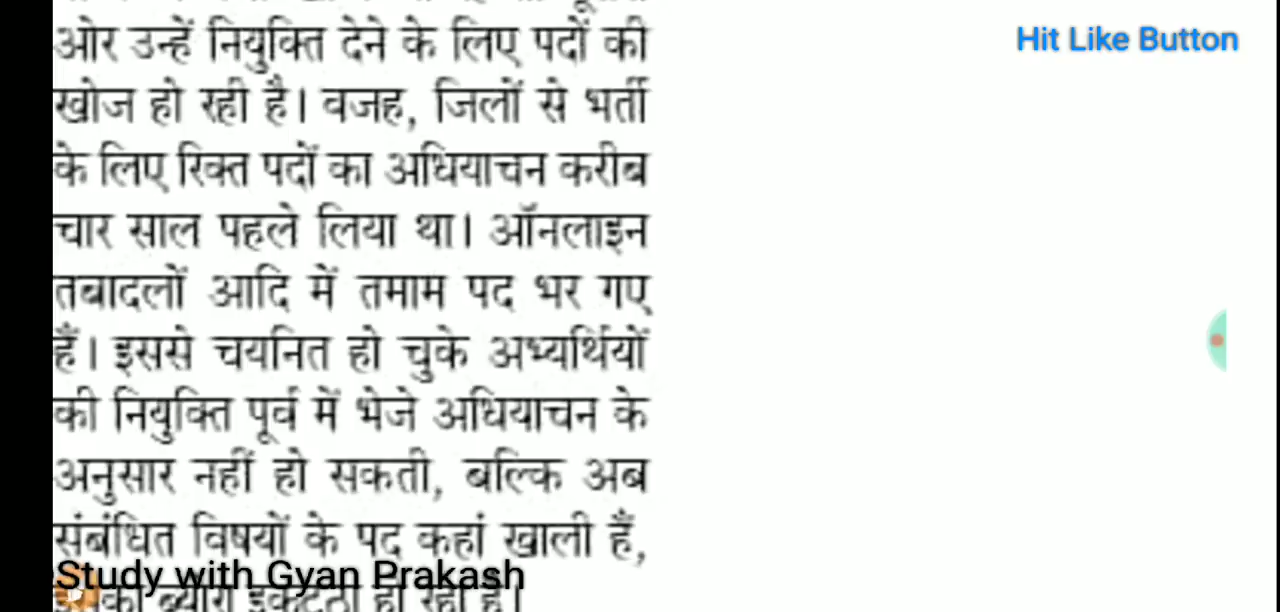 ओर उन्हें नियुक्ति देने के लिए पदों की
Hit Like Button
खोज हो रही है। वजह, जिलों से भर्ती
के लिए रिक्त पदों का अधियाचन करीब
चार साल पहले लिया था। ऑनलाइन
तबादलों आदि में तमाम पद भर गए
हैं। इससे चयनित हो चुके अभ्यर्थियों
की नियुक्ति पूर्व में भेजे अधियाचन के
अनुसार नहीं हो सकती, बल्कि अब
संबंधित विषयों के पद कहां खाली हैं,
Study with Gyan Prakash
ब्यौरा इकट्ठा हो रहा है।